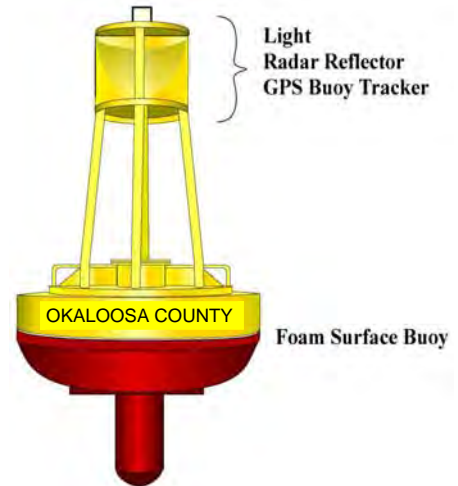 Light
Radar Reflector
GPS Buoy Tracker
OKALOOSA COUNTY
Foam Surface Buoy